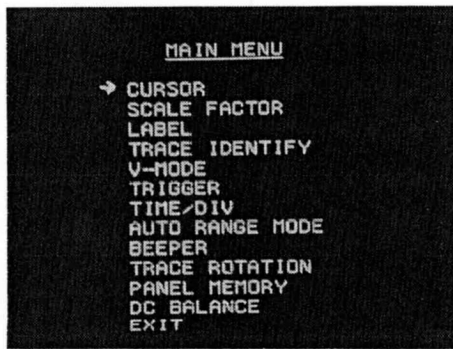 MAIN MENU
→ CURSOR
SCALE FACTOR
LABEL
TRACE IDENTIFY
V-MODE
TRIGGER
TIME/DIV
AUTO RANGE MODE
BEEPER
TRACE ROTATION
PANEL MEMORY
DC BALANCE
EXIT